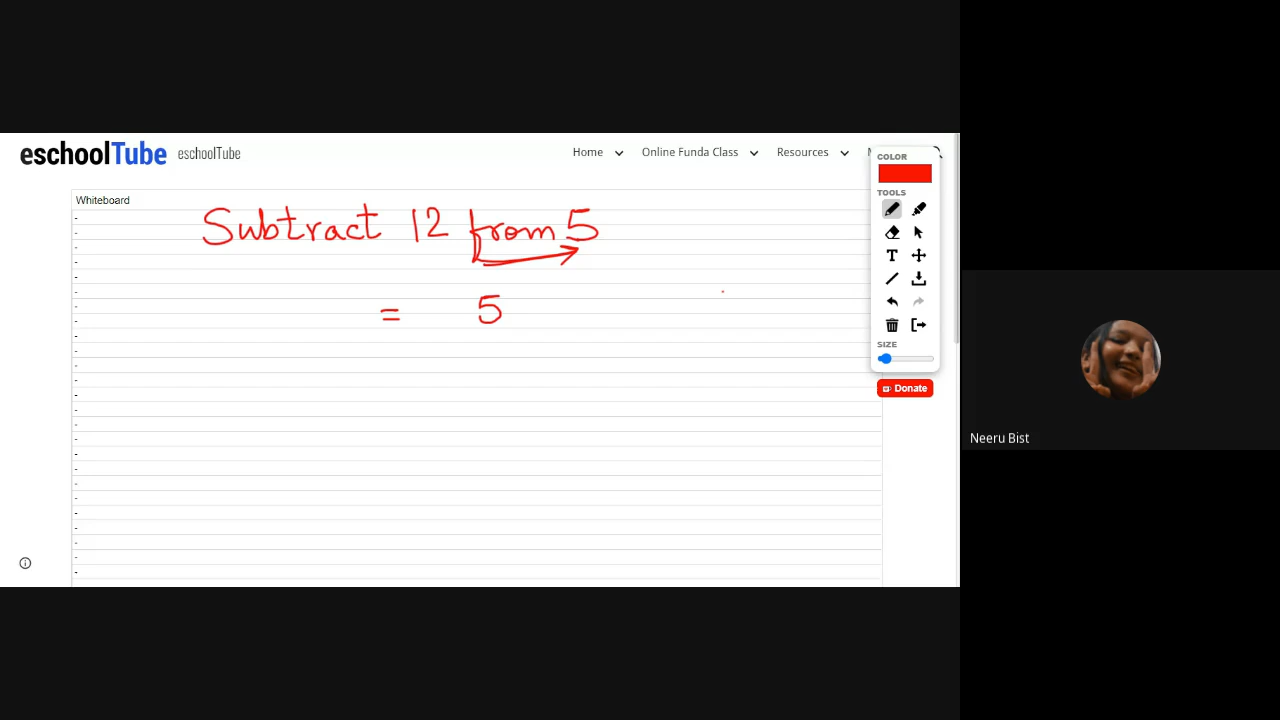 eschoolTube eschoolTube Home Online Funda Class Resources
COLOR
Whiteboard
TOOLS
Subtract 12 from 5
T
= 5
SIZE
Donate
Neeru Bist